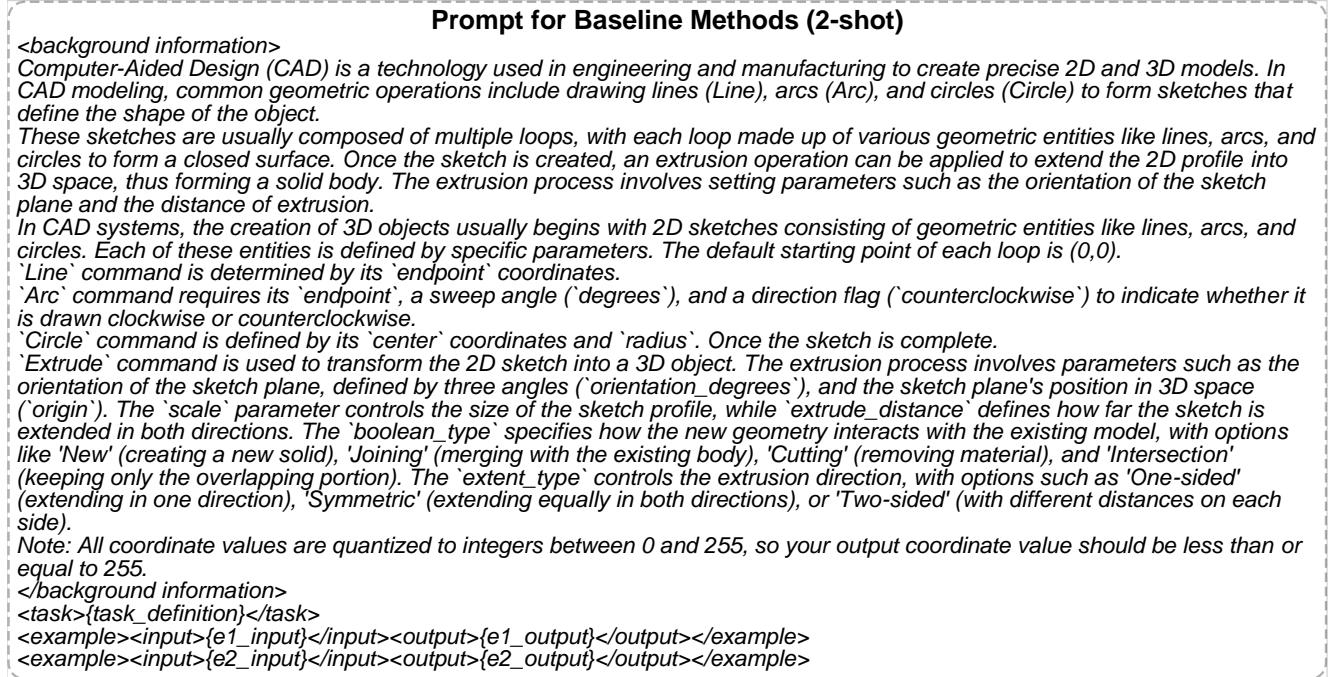 Prompt for Baseline Methods (2-shot)
<background information>
Computer-Aided Design (CAD) is a technology used in engineering and manufacturing to create precise 2D and 3D models. In
CAD modeling, common geometric operations include drawing lines (Line), arcs (Arc), and circles (Circle) to form sketches that
define the shape of the object.
These sketches are usually composed of multiple loops, with each loop made up of various geometric entities like lines, arcs, and
circles to form a closed surface. Once the sketch is created, an extrusion operation can be applied to extend the 2D profile into
3D space, thus forming a solid body. The extrusion process involves setting parameters such as the orientation of the sketch
plane and the distance of extrusion.
In CAD systems, the creation of 3D objects usually begins with 2D sketches consisting of geometric entities like lines, arcs, and
circles. Each of these entities is defined by specific parameters. The default starting point of each loop is (0,0).
`Line` command is determined by its `endpoint` coordinates.
`Arc` command requires its `endpoint`, a sweep angle (`degrees`), and a direction flag (`counterclockwise`) to indicate whether it
is drawn clockwise or counterclockwise.
`Circle` command is defined by its `center` coordinates and `radius`. Once the sketch is complete.
`Extrude` command is used to transform the 2D sketch into a 3D object. The extrusion process involves parameters such as the
orientation of the sketch plane, defined by three angles (`orientation_degrees`), and the sketch plane's position in 3D space
(`origin`). The `scale` parameter controls the size of the sketch profile, while `extrude_distance` defines how far the sketch is
extended in both directions. The `boolean_type` specifies how the new geometry interacts with the existing model, with options
like 'New' (creating a new solid), 'Joining' (merging with the existing body), 'Cutting' (removing material), and 'Intersection'
(keeping only the overlapping portion). The `extent_type` controls the extrusion direction, with options such as 'One-sided'
(extending in one direction), 'Symmetric' (extending equally in both directions), or 'Two-sided' (with different distances on each
side).
Note: All coordinate values are quantized to integers between 0 and 255, so your output coordinate value should be less than or
equal to 255.
</background information>
<task>{task_definition}</task>
<example><input>{e1_input}</input><output>{e1_output}</output></example>
<example><input>{e2_input}</input><output>{e2_output}</output></example>